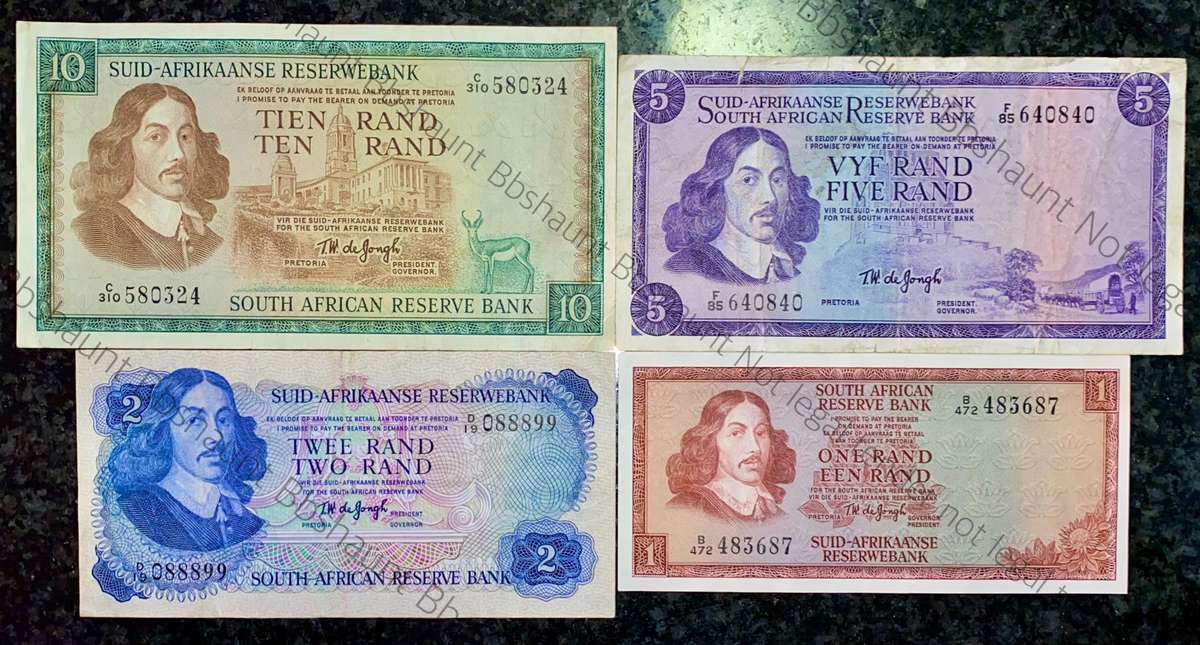 10
SUID-AFRIKAANSE RESERWEBANK
EK BELOOF OP AANVRAAG TE BETAAL AAN TOONDER TE PRETORIA
I PROMISE TO PAY THE BEARER ON DEMAND AT PRETORIA
C/310 580324
TIEN RAND
TEN RAND
VIR DIE SUID-AFRIKAANSE RESERWEBANK
FOR THE SOUTH AFRICAN RESERVE BANK
T.W. de Jongh
PRETORIA
PRESIDENT.
GOVERNOR.
C/310 580324
SOUTH AFRICAN RESERVE BANK
10
5
SUID-AFRIKAANSE RESERWEBANK
SOUTH AFRICAN RESERVE BANK
5
F/85 640840
EK BELOOF OP AANVRAAG TE BETAAL AAN TOONDER TE PRETORIA
I PROMISE TO PAY THE BEARER ON DEMAND AT PRETORIA
VYF RAND
FIVE RAND
VIR DIE SUID-AFRIKAANSE RESERWEBANK
FOR THE SOUTH AFRICAN RESERVE BANK
T.W. de Jongh
5
F/85 640840
PRETORIA
PRESIDENT.
GOVERNOR.
2
SUID-AFRIKAANSE RESERWEBANK
EK BELOOF OP AANVRAAG TE BETAAL AAN TOONDER TE PRETORIA
I PROMISE TO PAY THE BEARER ON DEMAND AT PRETORIA
D/19 088899
TWEE RAND
TWO RAND
VIR DIE SUID-AFRIKAANSE RESERWEBANK
FOR THE SOUTH AFRICAN RESERVE BANK
T.W. de Jongh
PRETORIA
PRESIDENT
GOVERNOR
D/19 088899
SOUTH AFRICAN RESERVE BANK
2
SOUTH AFRICAN
RESERVE BANK
B/472 483687
1
I PROMISE TO PAY THE BEARER
ON DEMAND AT PRETORIA
EK BELOOF OP AANVRAAG TE BETAAL
AAN TOONDER TE PRETORIA
ONE RAND
EEN RAND
FOR THE SOUTH AFRICAN RESERVE BANK
VIR DIE SUID-AFRIKAANSE RESERWEBANK
PRETORIA
T.W. de Jongh
GOVERNOR.
PRESIDENT.
1
B/472 483687
SUID-AFRIKAANSE
RESERWEBANK
Bbshaunt Not legal